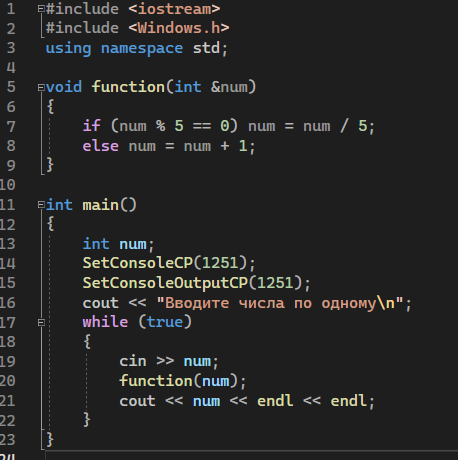 1 #include <iostream>
2 #include <Windows.h>
3 using namespace std;
4
5 void function(int &num)
6 {
7     if (num % 5 == 0) num = num / 5;
8     else num = num + 1;
9 }
10
11 int main()
12 {
13     int num;
14     SetConsoleCP(1251);
15     SetConsoleOutputCP(1251);
16     cout << "Вводите числа по одному\n";
17     while (true)
18     {
19         cin >> num;
20         function(num);
21         cout << num << endl << endl;
22     }
23 }
24